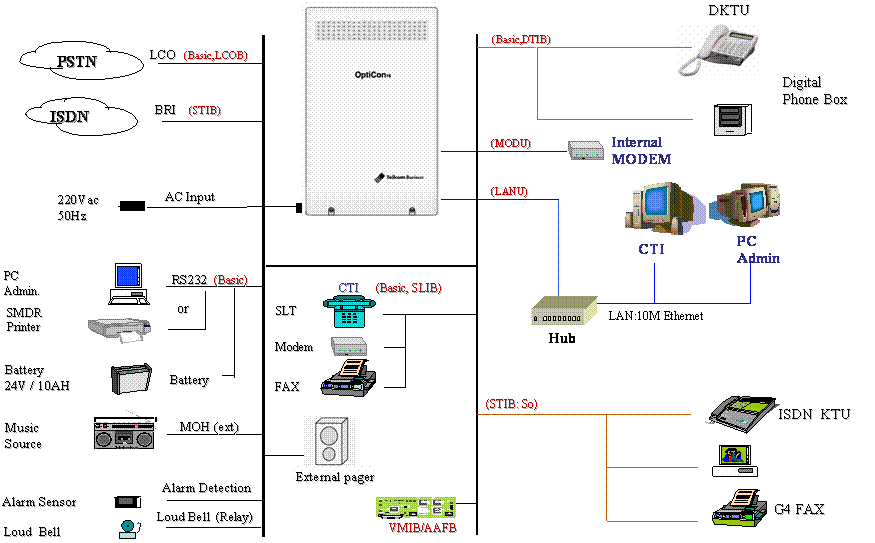 DKTU
PSTN
LCO (Basic,LCOB)
(Basic,DTIB)
OptiCon
Digital
Phone Box
ISDN
BRI (STIB)
(MODU)
Internal
MODEM
220Vac
50Hz
AC Input
(LANU)
CTI
PC
Admin
PC
Admin.
RS232 (Basic)
SMDR
Printer
or
CTI (Basic, SLIB)
SLT
Modem
FAX
Hub
LAN:10M Ethernet
Battery
24V / 10AH
Battery
(STIB: So)
ISDN KTU
Music
Source
MOH (ext)
External pager
Alarm Sensor
Alarm Detection
G4 FAX
Loud Bell
Loud Bell (Relay)
VMIB/AAFB